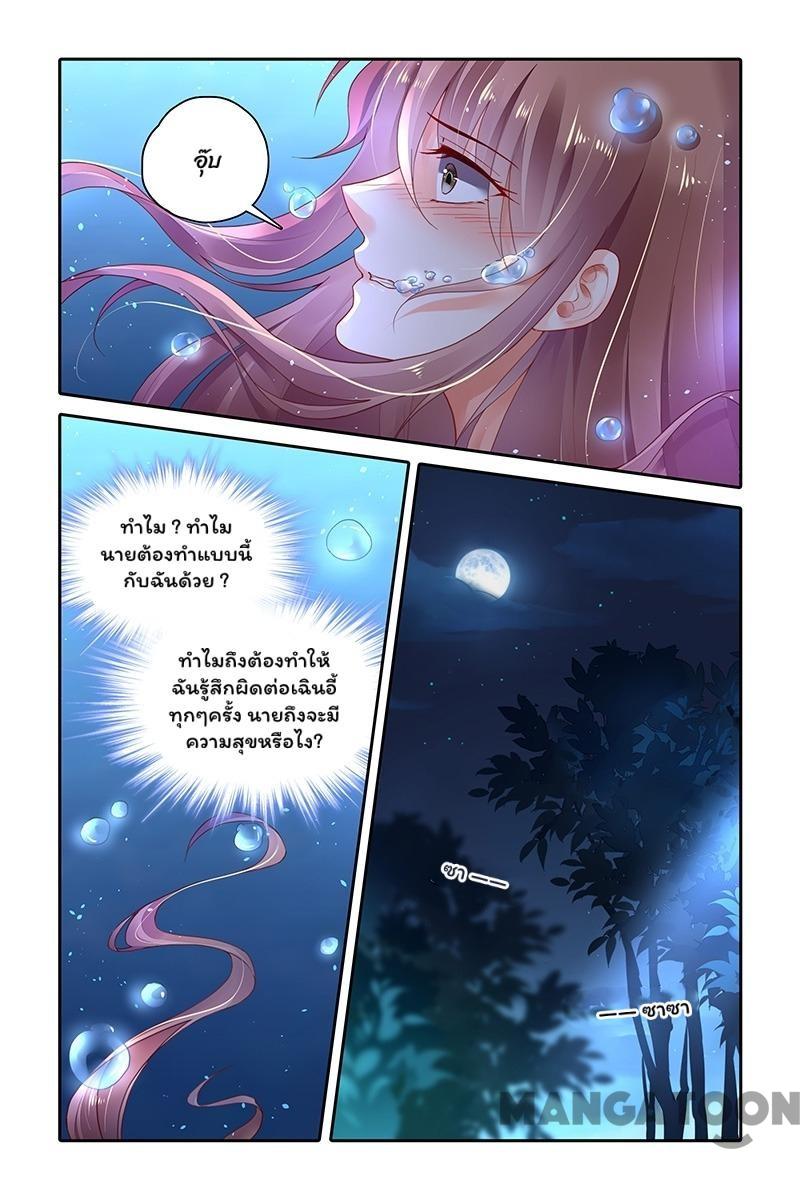 อุ๊บ
ทำไม ? ทำไม
นายต้องทำแบบนี้
กับฉันด้วย ?
ทำไมถึงต้องทำให้
ฉันรู้สึกผิดต่อเฉินอี้
ทุกๆครั้ง นายถึงจะมี
ความสุขหรือไง?
ซา — —
— — ซาซา
MANGATOON